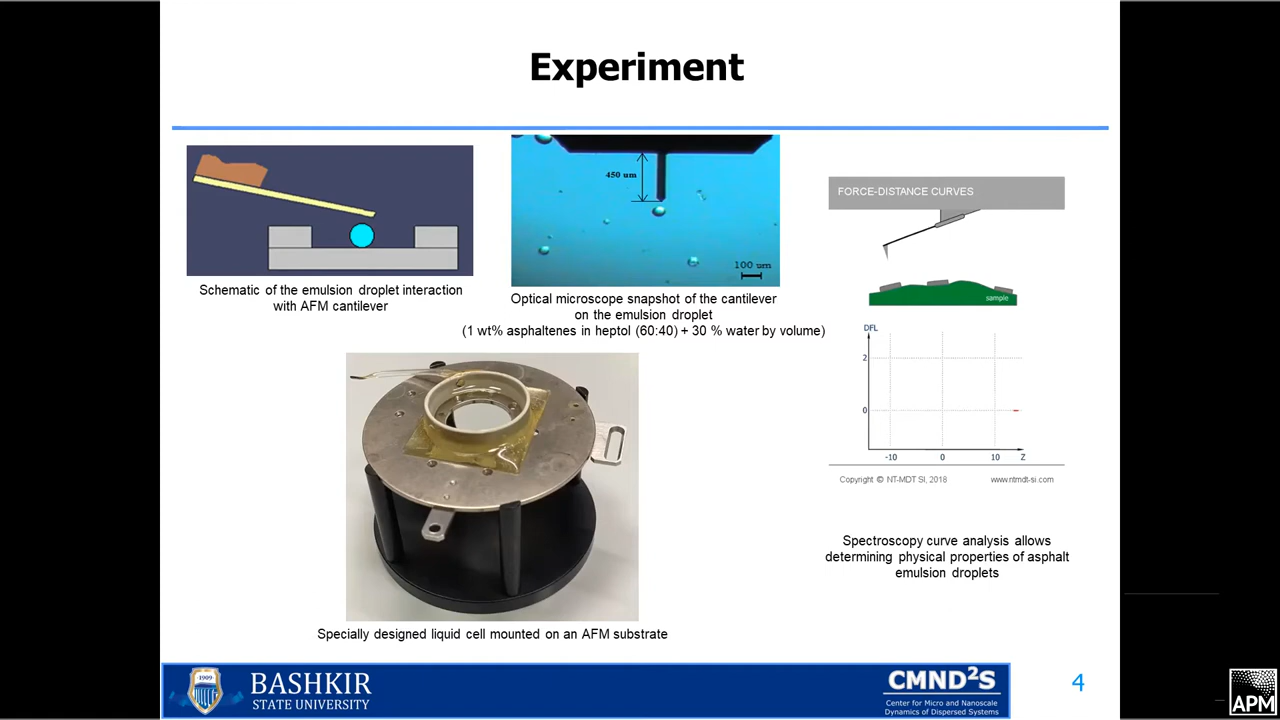 Experiment
Schematic of the emulsion droplet interaction
with AFM cantilever
450 um
100 um
Optical microscope snapshot of the cantilever
on the emulsion droplet
(1 wt% asphaltenes in heptol (60:40) + 30 % water by volume)
FORCE-DISTANCE CURVES
sample
DFL
2
0
-10 0 10 Z
Copyright © NT-MDT SI, 2018 www.ntmdt-si.com
Spectroscopy curve analysis allows
determining physical properties of asphalt
emulsion droplets
Specially designed liquid cell mounted on an AFM substrate
1909
BASHKIR
STATE UNIVERSITY
CMND²S
Center for Micro and Nanoscale
Dynamics of Dispersed Systems
4
APM